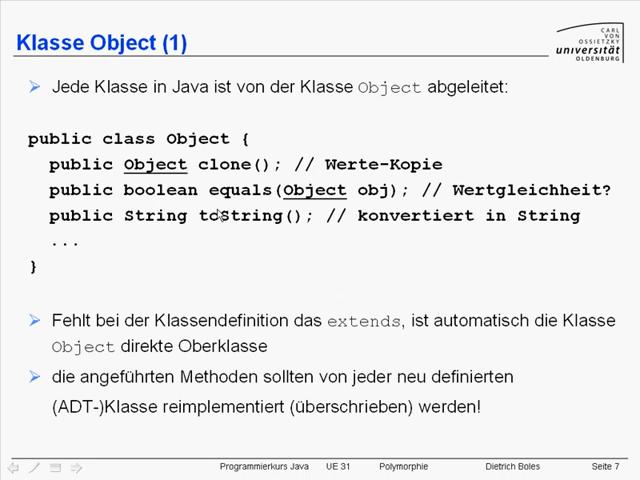 Klasse Object (1)
CARL
VON
OSSIETZKY
universität
OLDENBURG
Jede Klasse in Java ist von der Klasse Object abgeleitet:
public class Object {
public Object clone(); // Werte-Kopie
public boolean equals(Object obj); // Wertgleichheit?
public String toString(); // konvertiert in String
...
}
Fehlt bei der Klassendefinition das extends, ist automatisch die Klasse
Object direkte Oberklasse
die angeführten Methoden sollten von jeder neu definierten
(ADT-)Klasse reimplementiert (überschrieben) werden!
Programmierkurs Java UE 31 Polymorphie Dietrich Boles Seite 7